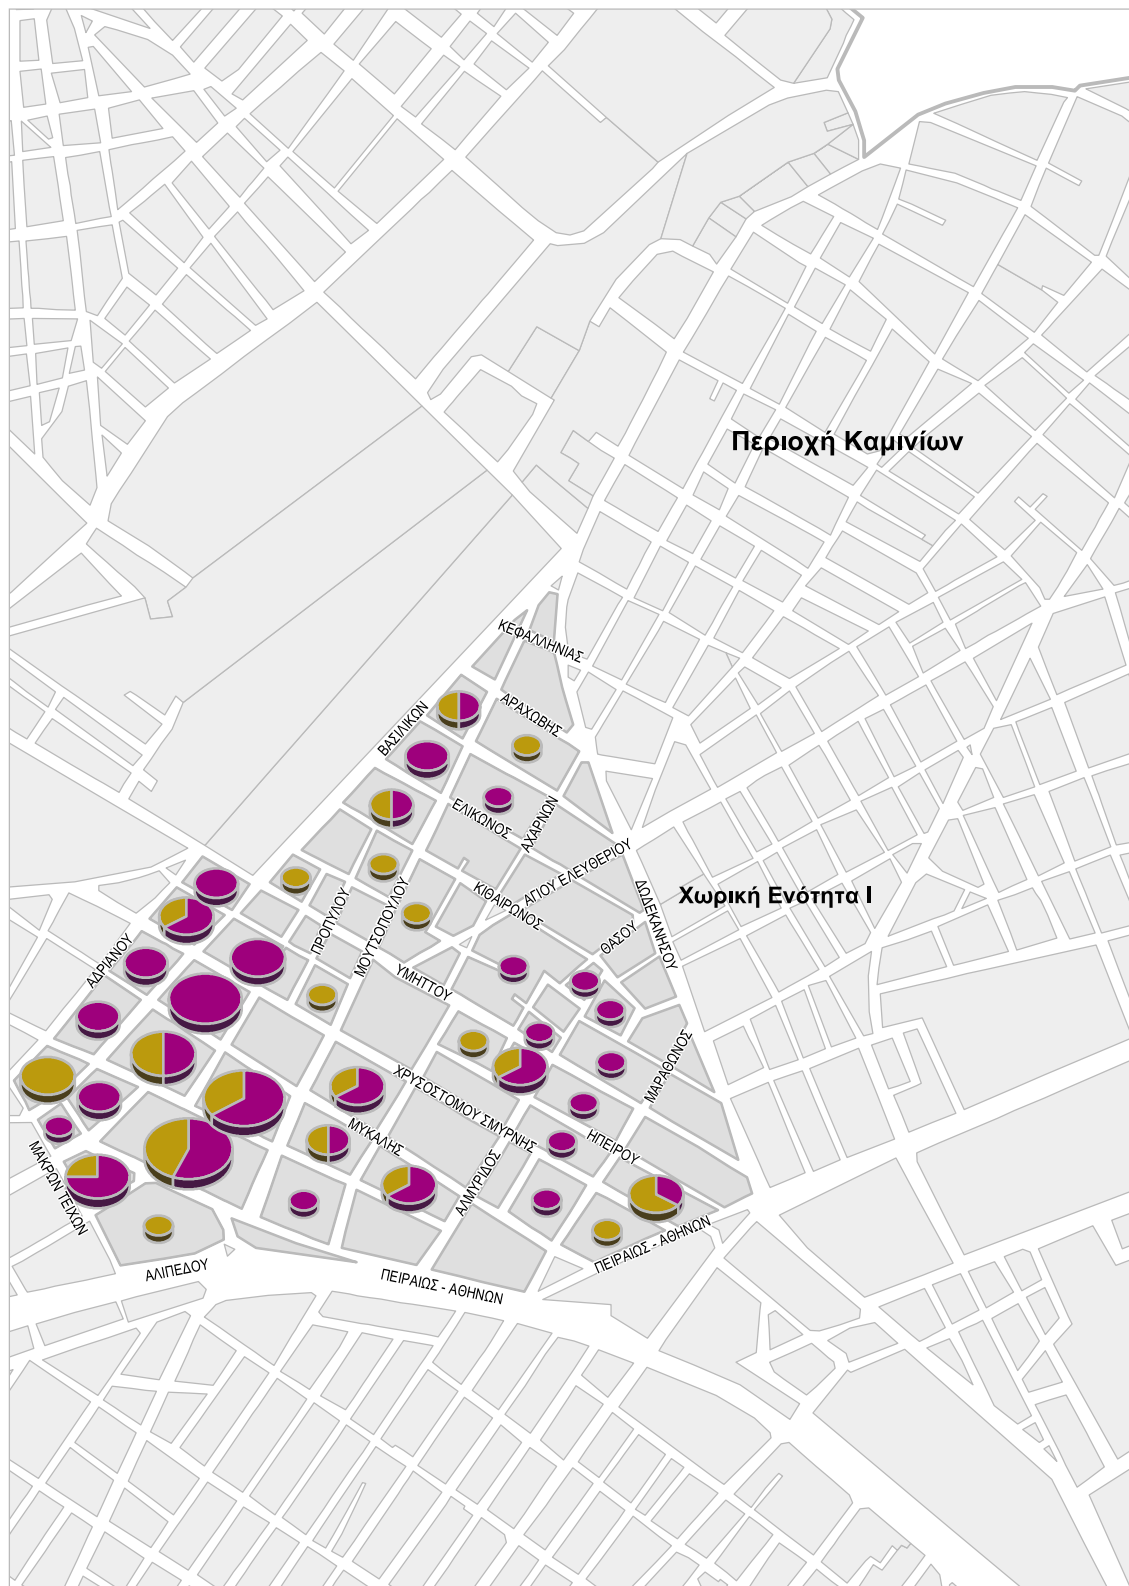 Περιοχή Καμινίων
ΚΕΦΑΛΛΗΝΙΑΣ
ΑΡΑΧΩΒΗΣ
ΒΑΣΙΛΙΚΩΝ
ΕΛΙΚΩΝΟΣ
ΑΧΑΡΝΩΝ
ΑΓΙΟΥ ΕΛΕΥΘΕΡΙΟΥ
ΔΩΔΕΚΑΝΗΣΟΥ
Χωρική Ενότητα Ι
ΚΙΘΑΙΡΩΝΟΣ
ΠΡΟΠΥΛΟΥ
ΜΟΥΤΣΟΠΟΥΛΟΥ
ΘΑΣΟΥ
ΑΔΡΙΑΝΟΥ
ΥΜΗΤΤΟΥ
ΜΑΡΑΘΩΝΟΣ
ΧΡΥΣΟΣΤΟΜΟΥ ΣΜΥΡΝΗΣ
ΜΥΚΑΛΗΣ
ΗΠΕΙΡΟΥ
ΑΛΜΥΡΙΔΟΣ
ΜΑΚΡΩΝ ΤΕΙΧΩΝ
ΠΕΙΡΑΙΩΣ - ΑΘΗΝΩΝ
ΑΛΙΠΕΔΟΥ
ΠΕΙΡΑΙΩΣ - ΑΘΗΝΩΝ